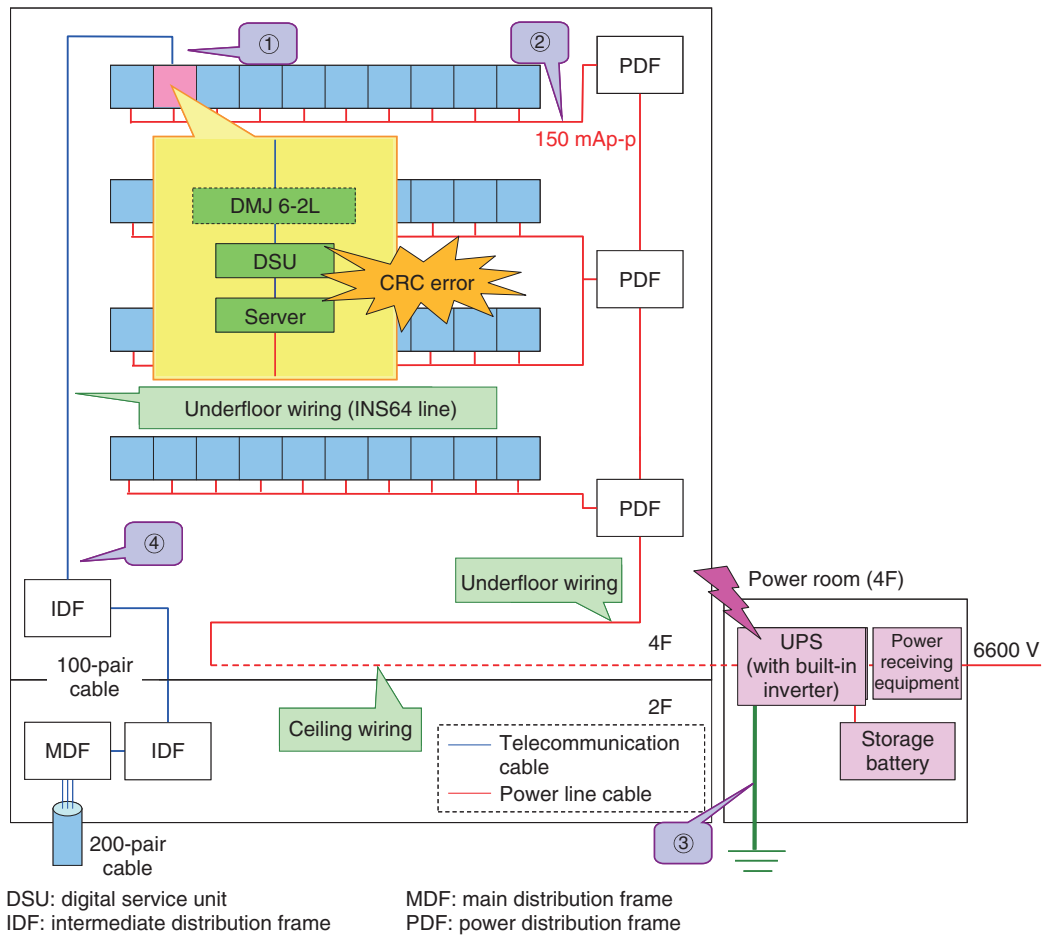 ①
②
PDF
150 mAp-p
DMJ 6-2L
DSU
CRC error
PDF
Server
Underfloor wiring (INS64 line)
PDF
④
Underfloor wiring
Power room (4F)
IDF
4F
UPS
(with built-in
inverter)
Power
receiving
equipment
6600 V
100-pair
cable
2F
MDF
IDF
Ceiling wiring
Telecommunication
cable
Power line cable
Storage
battery
③
200-pair
cable
DSU: digital service unit
IDF: intermediate distribution frame
MDF: main distribution frame
PDF: power distribution frame